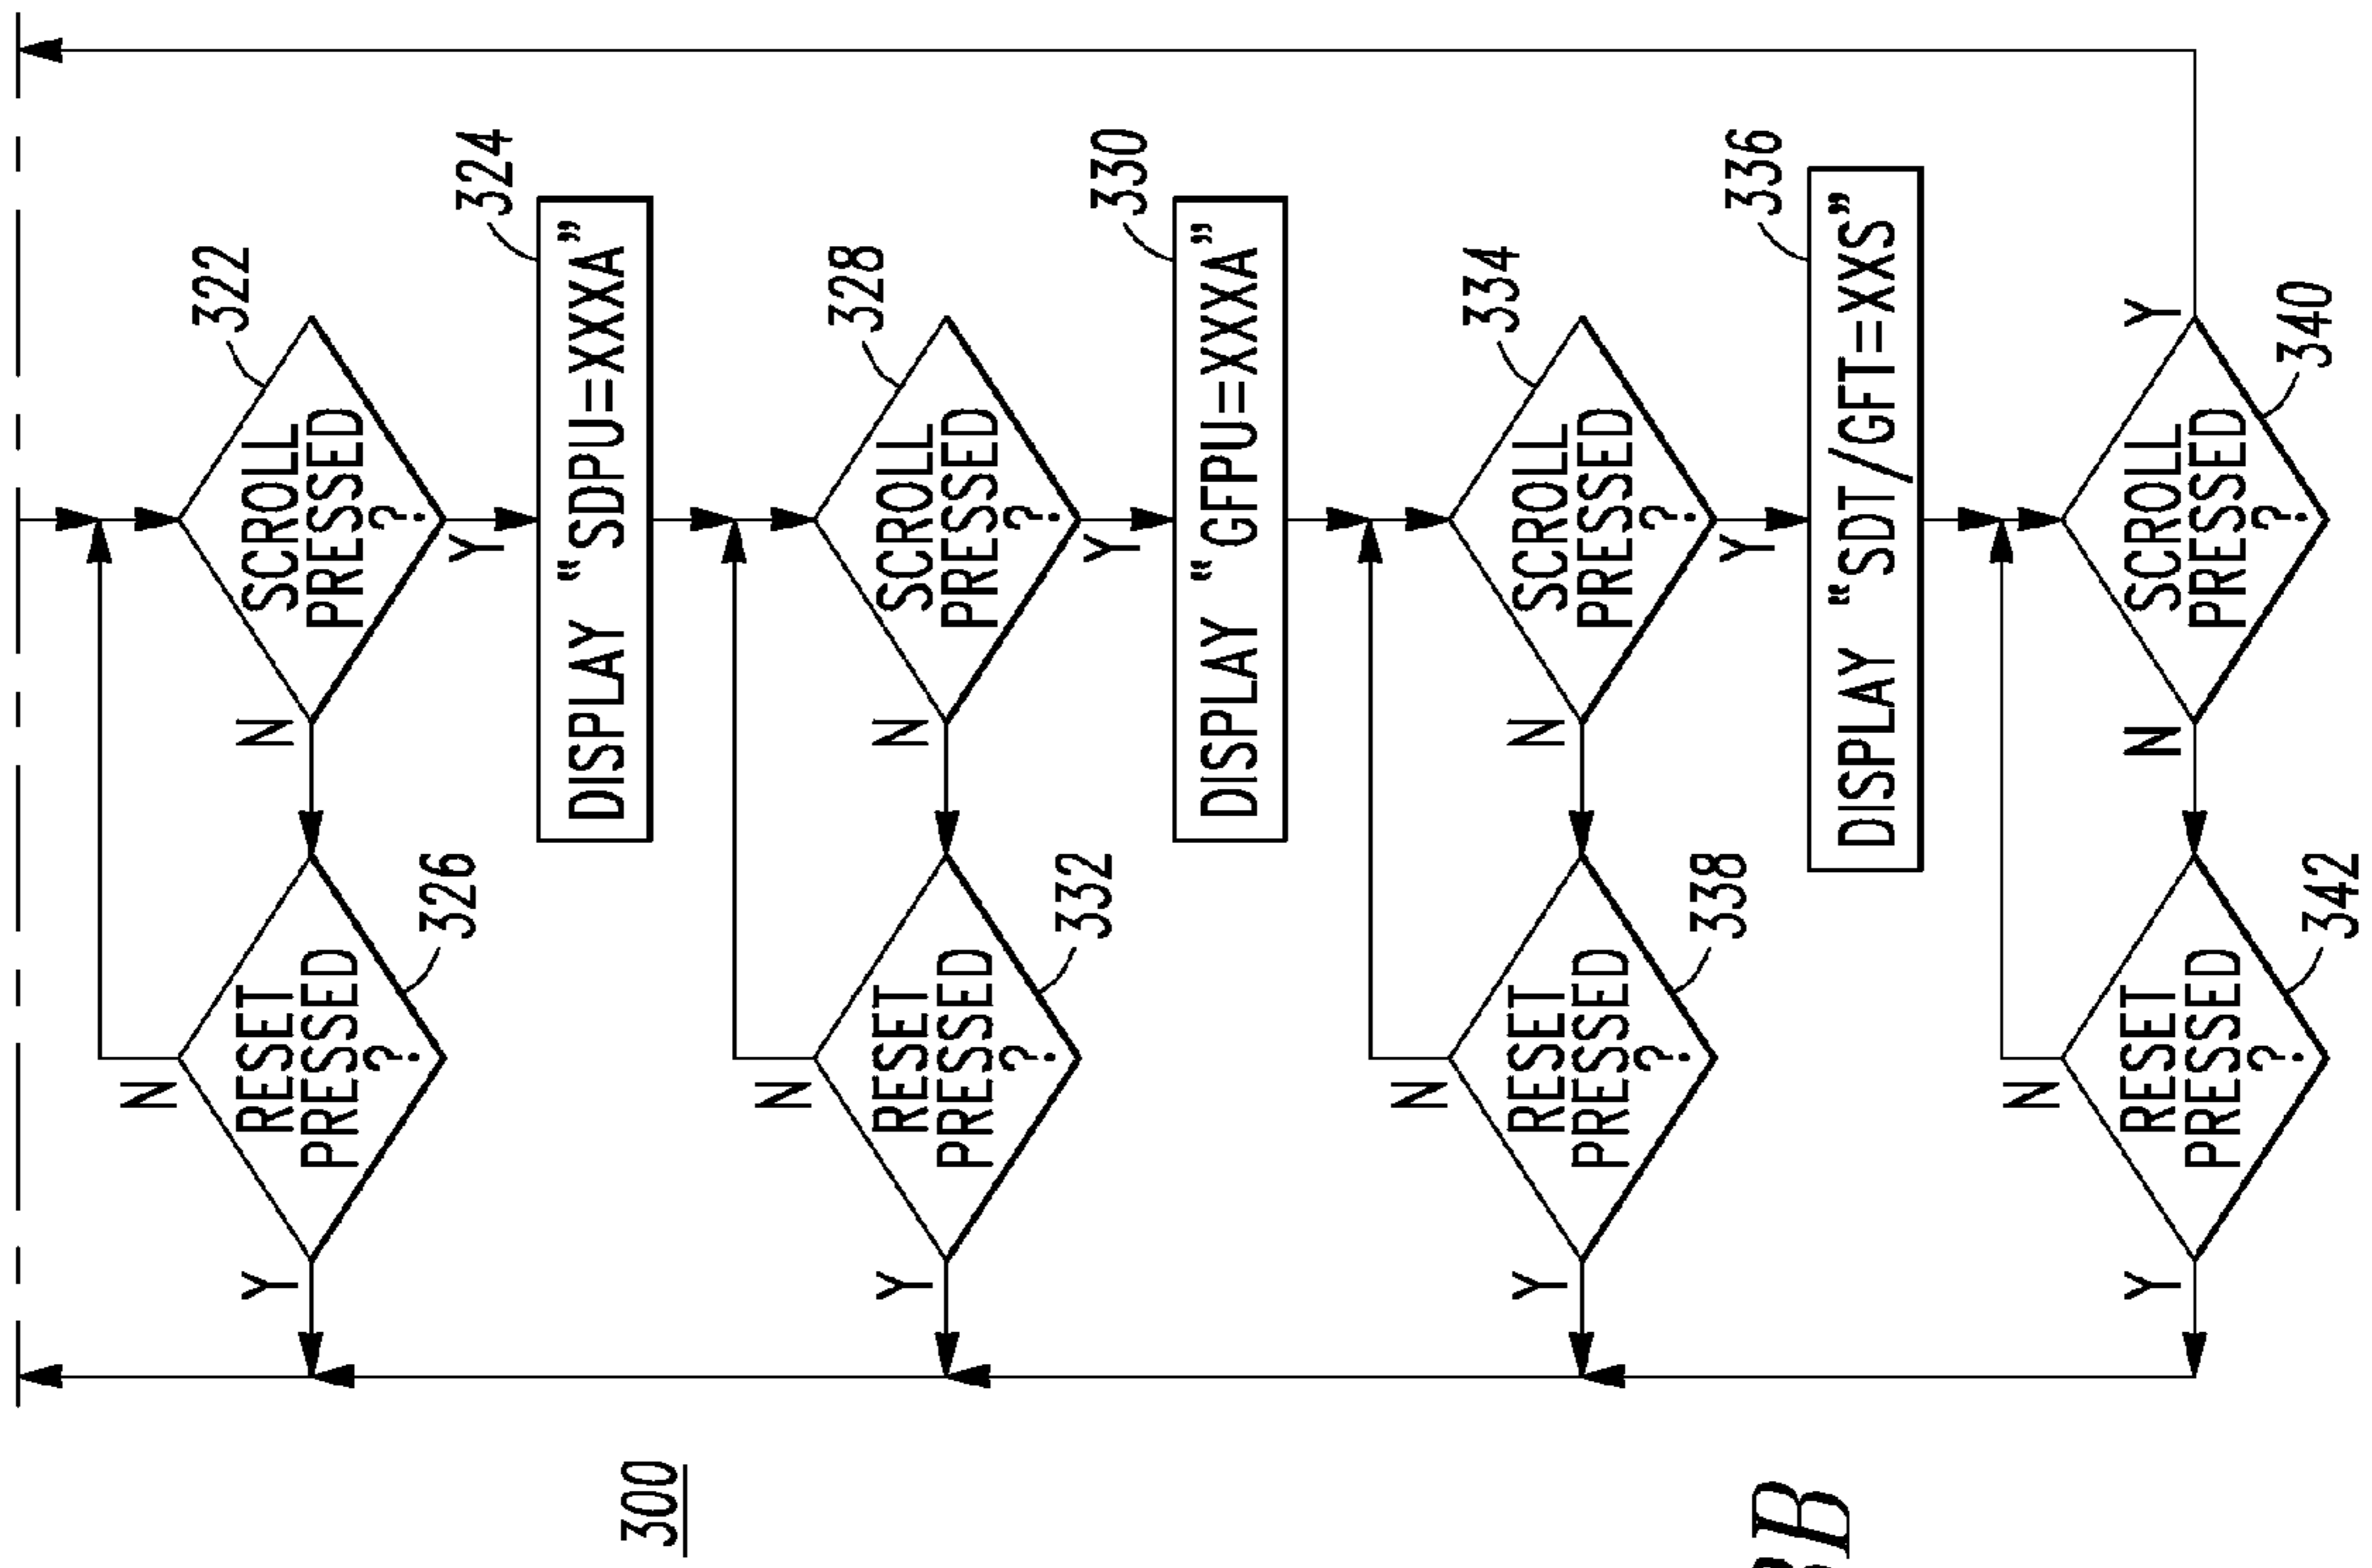 322
N
Y
RESET
PRESSED
?
N
SCROLL
PRESSED
?
326
Y
324
DISPLAY “ SDPU=XXXA ”
300
328
N
Y
RESET
PRESSED
?
N
SCROLL
PRESSED
?
332
Y
330
DISPLAY “ GFPU=XXXA ”
334
N
Y
RESET
PRESSED
?
N
SCROLL
PRESSED
?
338
Y
336
DISPLAY “ SDT/GFT=XXS”
B
N
Y
RESET
PRESSED
?
N
SCROLL
PRESSED
?
Y
342
340